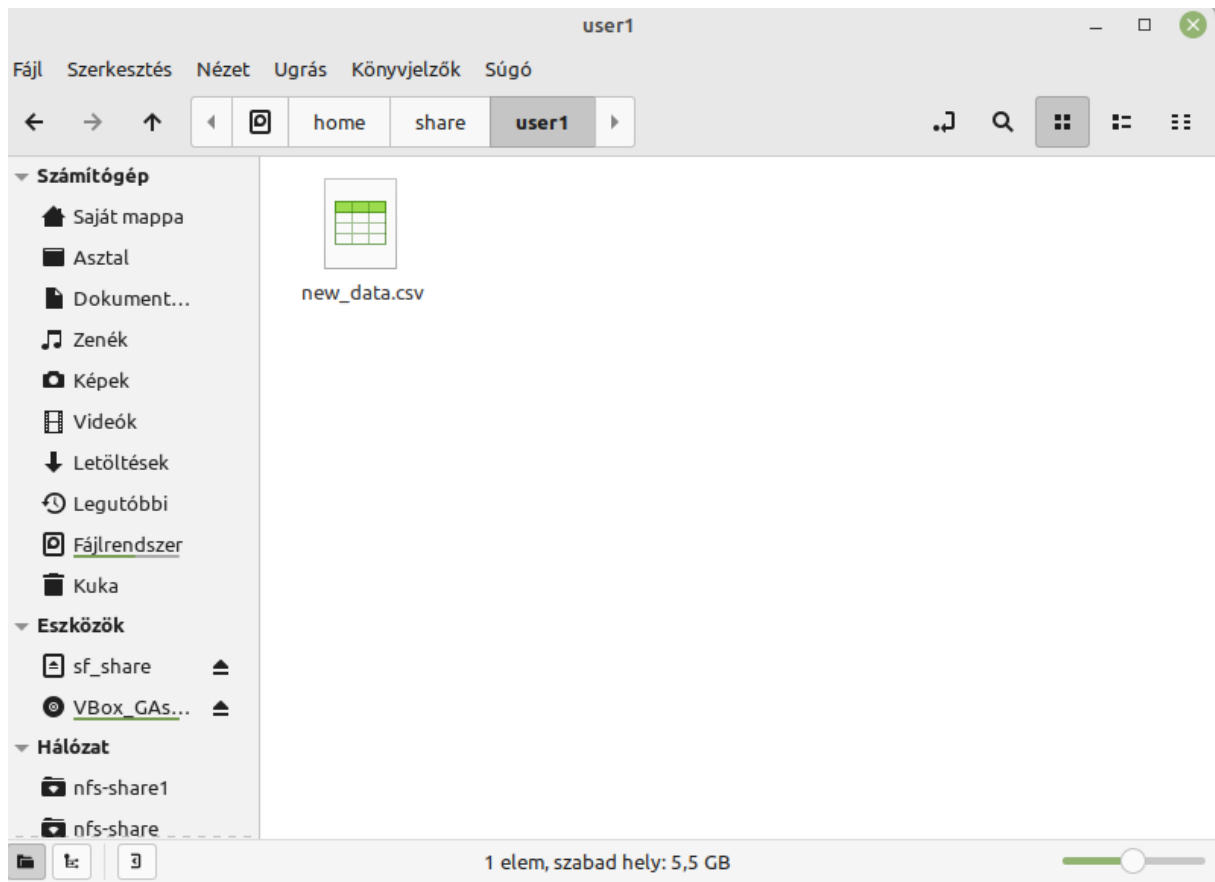 user1
Fájl Szerkesztés Nézet Ugrás Könyvjelzők Súgó
home share user1
Számítógép
Saját mappa
Asztal
Dokument...
Zenék
Képek
Videók
Letöltések
Legutóbbi
Fájlrendszer
Kuka
Eszközök
sf_share
VBox_GAs...
Hálózat
nfs-share1
nfs-share
new_data.csv
1 elem, szabad hely: 5,5 GB